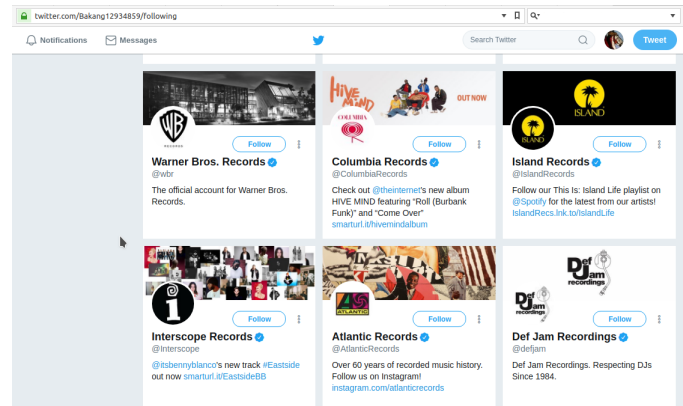 twitter.com/Bakang12934859/following
Notifications Messages Search Twitter Tweet
WB
RECORDS
Follow
Warner Bros. Records
@wbr
The official account for Warner Bros.
Records.
HIVE
MIND
OUT NOW
COLUMBIA
Follow
Columbia Records
@ColumbiaRecords
Check out @theinternet's new album
HIVE MIND featuring “Roll (Burbank
Funk)” and “Come Over”
smarturl.it/hivemindalbum
ISLAND
ISLAND
Follow
Island Records
@IslandRecords
Follow our This Is: Island Life playlist on
@Spotify for the latest from our artists!
IslandRecs.lnk.to/IslandLife
i
Follow
Interscope Records
@Interscope
@itsbennyblanco's new track #Eastside
out now smarturl.it/EastsideBB
ATLANTIC
Follow
Atlantic Records
@AtlanticRecords
Over 60 years of recorded music history.
Follow us on Instagram!
instagram.com/atlanticrecords
Def
Jam
recordings
Def
Jam
recordings
Follow
Def Jam Recordings
@defjam
Def Jam Recordings. Respecting DJs
Since 1984.